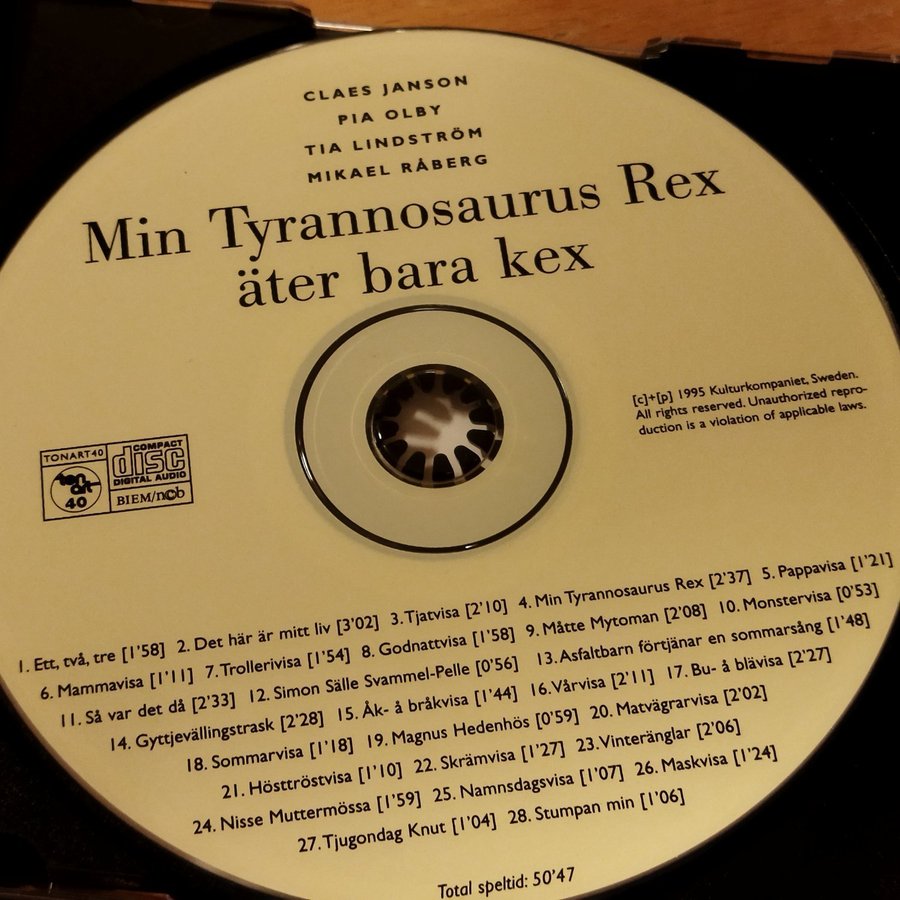 CLAES JANSON
PIA OLBY
TIA LINDSTRÖM
MIKAEL RÅBERG
Min Tyrannosaurus Rex
äter bara kex
[c]+[p] 1995 Kulturkompaniet, Sweden.
All rights reserved. Unauthorized repro-
duction is a violation of applicable laws.
TONART40
ton art 40
COMPACT
disc
DIGITAL AUDIO
BIEM/ncb
1. Ett, två, tre [1'58] 2. Det här är mitt liv [3'02] 3. Tjatvisa [2'10] 4. Min Tyrannosaurus Rex [2'37] 5. Pappavisa [1'21]
6. Mammavisa [1'11] 7. Trollerivisa [1'54] 8. Godnattvisa [1'58] 9. Måtte Mytoman [2'08] 10. Monstervisa [0'53]
11. Så var det då [2'33] 12. Simon Sälle Svammel-Pelle [0'56] 13. Asfaltbarn förtjänar en sommarsång [1'48]
14. Gyttjevällingstrask [2'28] 15. Åk- å bråkvisa [1'44] 16. Vårvisa [2'11] 17. Bu- å blävisa [2'27]
18. Sommarvisa [1'18] 19. Magnus Hedenhös [0'59] 20. Matvägrarvisa [2'02]
21. Hösttröstvisa [1'10] 22. Skrämvisa [1'27] 23. Vinteränglar [2'06]
24. Nisse Muttermössa [1'59] 25. Namnsdagsvisa [1'07] 26. Maskvisa [1'24]
27. Tjugondag Knut [1'04] 28. Stumpan min [1'06]
Total speltid: 50'47